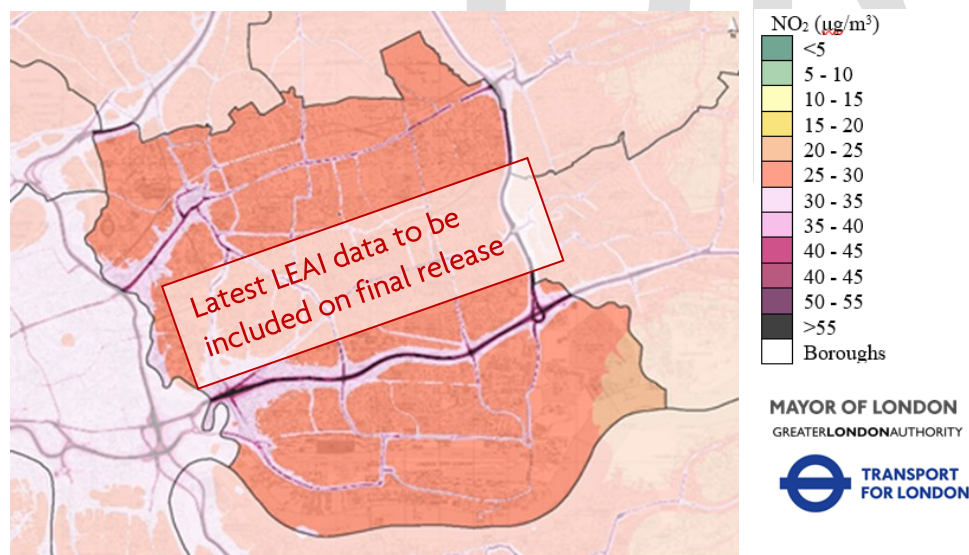 Latest LEAI data to be
included on final release
NO₂ (µg/m³)
<5
5 - 10
10 - 15
15 - 20
20 - 25
25 - 30
30 - 35
35 - 40
40 - 45
40 - 45
50 - 55
>55
Boroughs
MAYOR OF LONDON
GREATERLONDONAUTHORITY
TRANSPORT
FOR LONDON